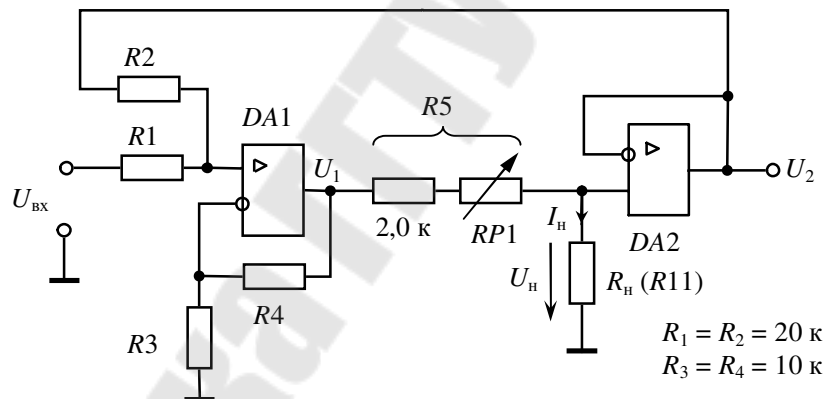 R2
DA1
R5
R1
U1
U2
Uвх
2,0 к
RP1
Iн
DA2
Uн
Rн (R11)
R4
R3
R1 = R2 = 20 к
R3 = R4 = 10 к